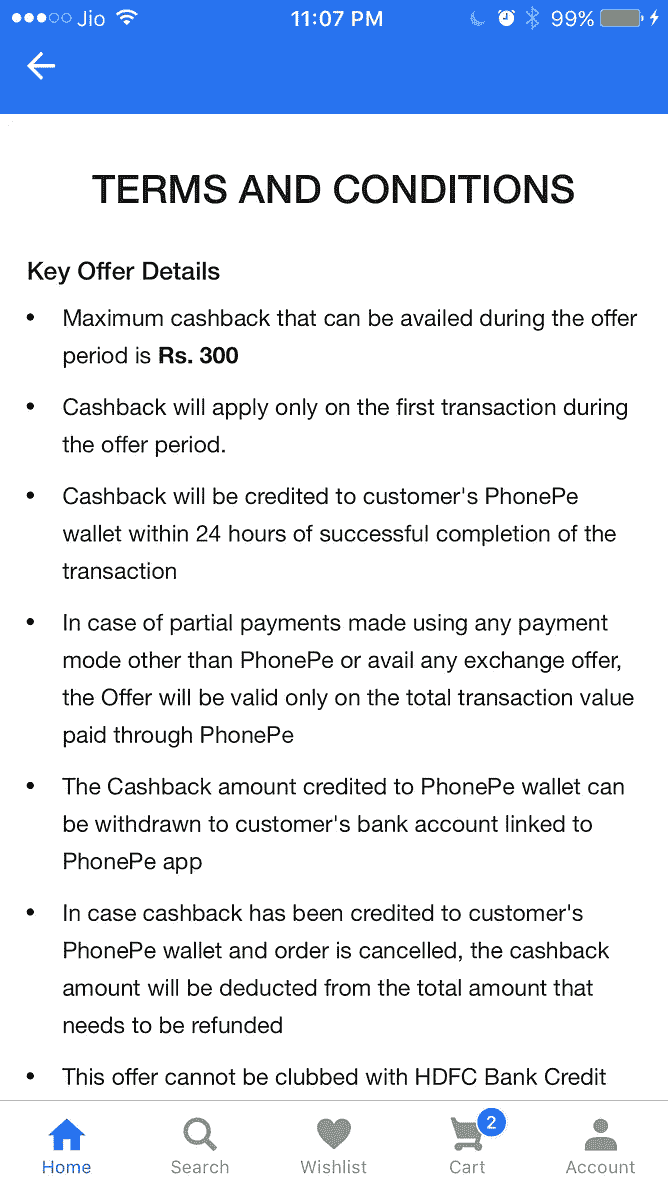 Jio 11:07 PM 99%
TERMS AND CONDITIONS
Key Offer Details
• Maximum cashback that can be availed during the offer
period is Rs. 300
• Cashback will apply only on the first transaction during
the offer period.
• Cashback will be credited to customer's PhonePe
wallet within 24 hours of successful completion of the
transaction
• In case of partial payments made using any payment
mode other than PhonePe or avail any exchange offer,
the Offer will be valid only on the total transaction value
paid through PhonePe
• The Cashback amount credited to PhonePe wallet can
be withdrawn to customer's bank account linked to
PhonePe app
• In case cashback has been credited to customer's
PhonePe wallet and order is cancelled, the cashback
amount will be deducted from the total amount that
needs to be refunded
• This offer cannot be clubbed with HDFC Bank Credit
2
Home Search Wishlist Cart Account